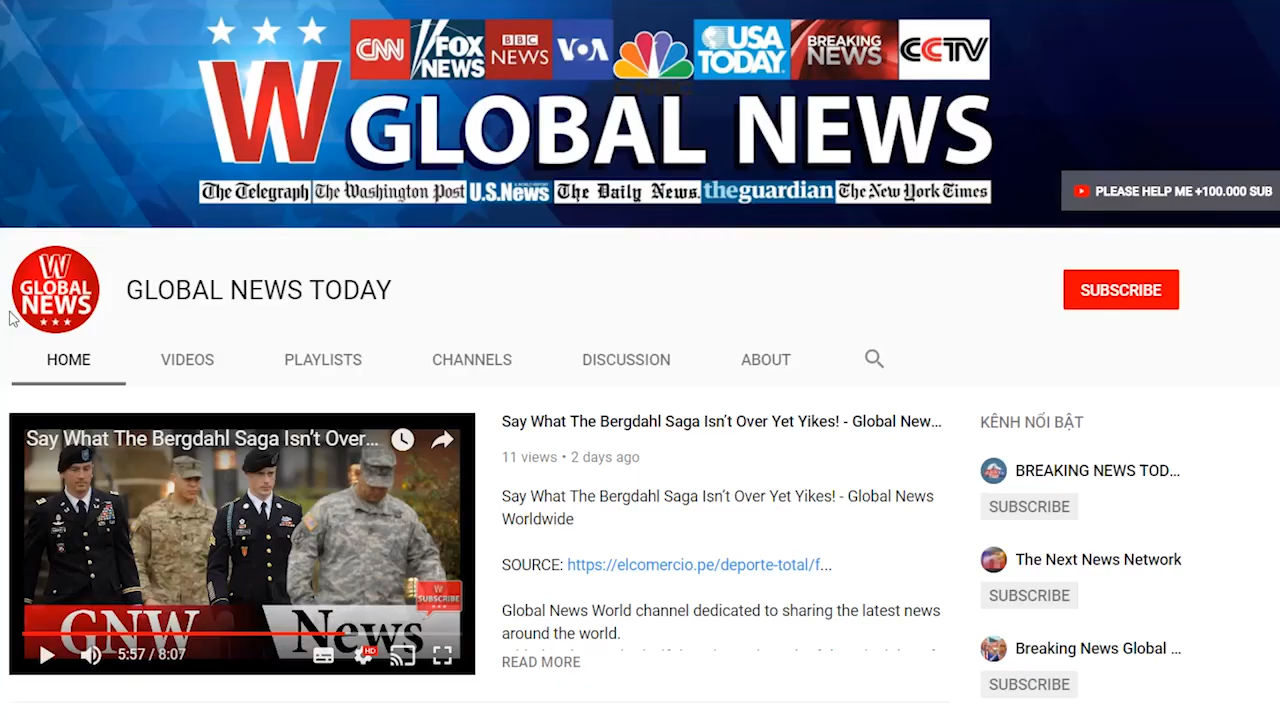 CNN
FOX NEWS
BBC NEWS
VOA
USA TODAY
BREAKING NEWS
CCTV
W GLOBAL NEWS
The Telegraph The Washington Post U.S.News The Daily News. theguardian The New York Times
PLEASE HELP ME +100.000 SUB
W
GLOBAL
NEWS
GLOBAL NEWS TODAY
SUBSCRIBE
HOME VIDEOS PLAYLISTS CHANNELS DISCUSSION ABOUT
Say What The Bergdahl Saga Isn’t Over...
W
SUBSCRIBE
GNW News
5:57 / 8:07
HD
Say What The Bergdahl Saga Isn’t Over Yet Yikes! - Global New...
11 views • 2 days ago
Say What The Bergdahl Saga Isn’t Over Yet Yikes! - Global News
Worldwide
SOURCE: https://elcomercio.pe/deporte-total/f...
Global News World channel dedicated to sharing the latest news
around the world.
READ MORE
KÊNH NỔI BẬT
BREAKING NEWS TOD...
SUBSCRIBE
The Next News Network
SUBSCRIBE
Breaking News Global ...
SUBSCRIBE